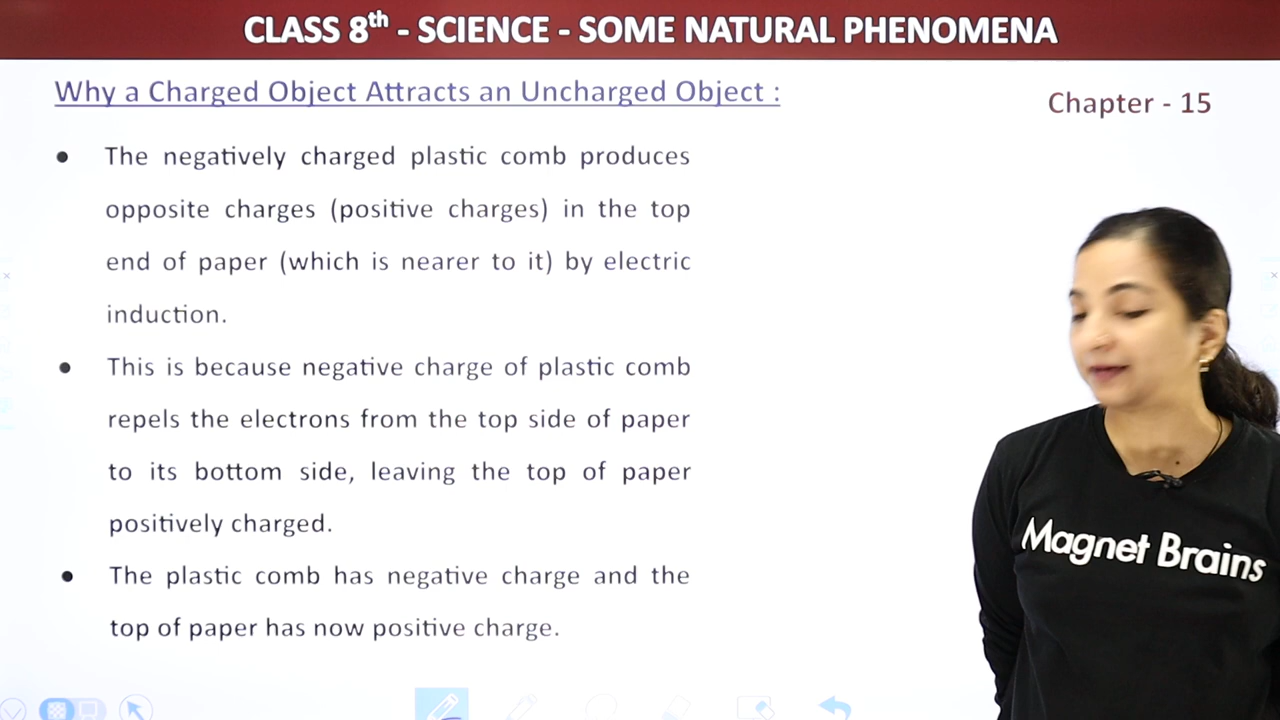 CLASS 8th - SCIENCE - SOME NATURAL PHENOMENA
Why a Charged Object Attracts an Uncharged Object :
Chapter - 15
● The negatively charged plastic comb produces
opposite charges (positive charges) in the top
end of paper (which is nearer to it) by electric
induction.
● This is because negative charge of plastic comb
repels the electrons from the top side of paper
to its bottom side, leaving the top of paper
positively charged.
● The plastic comb has negative charge and the
top of paper has now positive charge.
Magnet Brains